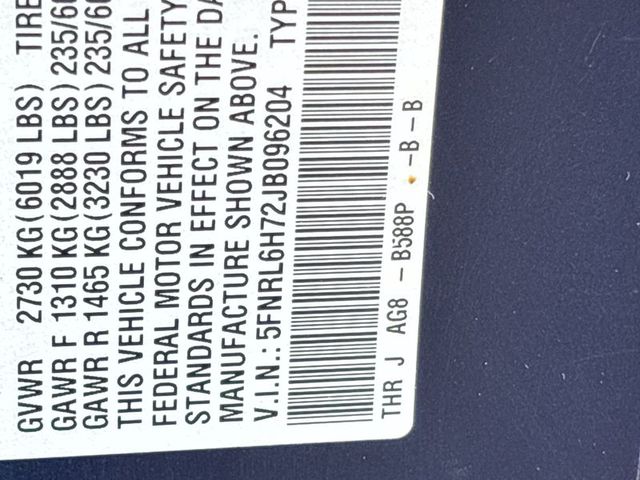 GVWR 2730 KG(6019 LBS) TIRE
GAWR F 1310 KG(2888 LBS) 235/60
GAWR R 1465 KG(3230 LBS) 235/60
THIS VEHICLE CONFORMS TO ALL
FEDERAL MOTOR VEHICLE SAFETY
STANDARDS IN EFFECT ON THE DA
MANUFACTURE SHOWN ABOVE.
V.I.N.: 5FNRL6H72JB096204 TYP
THR J AG8 - B588P -B-B